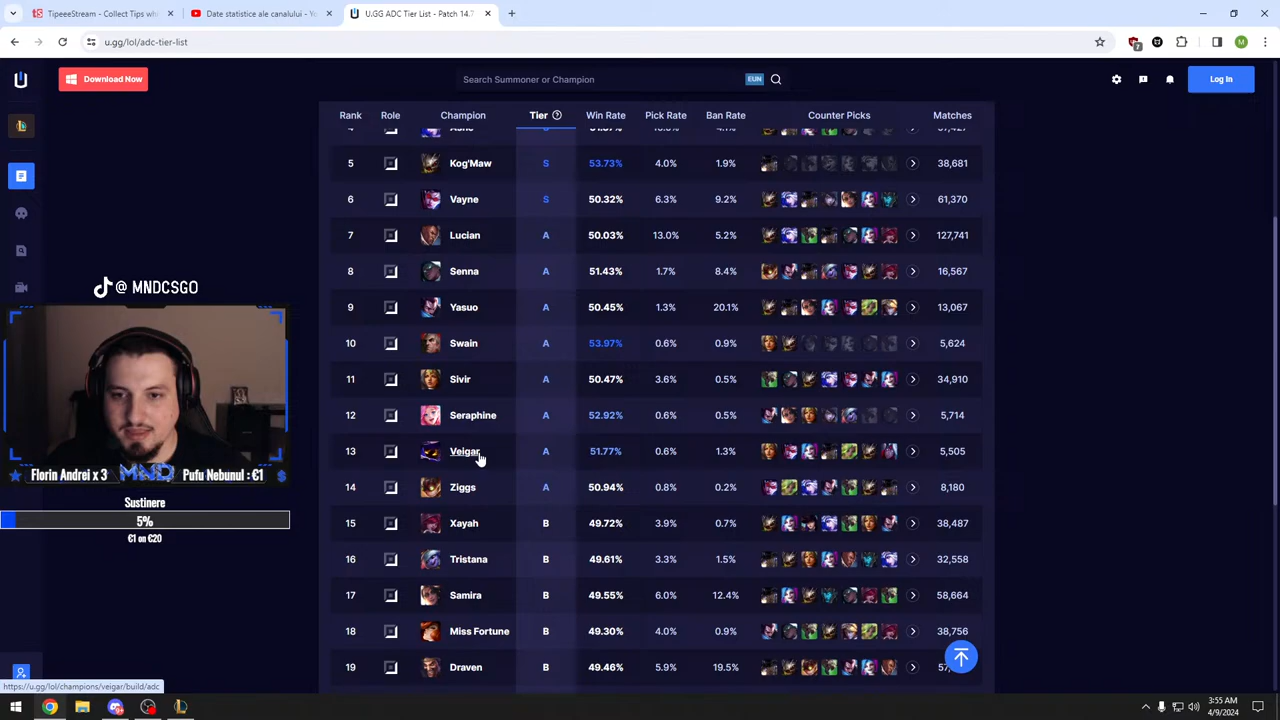 TipeeeStream - Collect Tips wh
Date statistice ale canalului - Yo
U.GG ADC Tier List - Patch 14.7
u.gg/lol/adc-tier-list
7
M
Download Now
Search Summoner or Champion
EUN
Log In
Rank Role Champion Tier Win Rate Pick Rate Ban Rate Counter Picks Matches
5 Kog'Maw S 53.73% 4.0% 1.9% 38,681
6 Vayne S 50.32% 6.3% 9.2% 61,370
7 Lucian A 50.03% 13.0% 5.2% 127,741
8 Senna A 51.43% 1.7% 8.4% 16,567
9 Yasuo A 50.45% 1.3% 20.1% 13,067
10 Swain A 53.97% 0.6% 0.9% 5,624
11 Sivir A 50.47% 3.6% 0.5% 34,910
12 Seraphine A 52.92% 0.6% 0.5% 5,714
13 Veigar A 51.77% 0.6% 1.3% 5,505
14 Ziggs A 50.94% 0.8% 0.2% 8,180
15 Xayah B 49.72% 3.9% 0.7% 38,487
16 Tristana B 49.61% 3.3% 1.5% 32,558
17 Samira B 49.55% 6.0% 12.4% 58,664
18 Miss Fortune B 49.30% 4.0% 0.9% 38,756
19 Draven B 49.46% 5.9% 19.5%
@ MNDCSGO
Florin Andrei x 3 MND Pufu Nebunul : €1
Sustinere
5%
€1 on €20
https://u.gg/lol/champions/veigar/build/adc
3:55 AM
4/9/2024